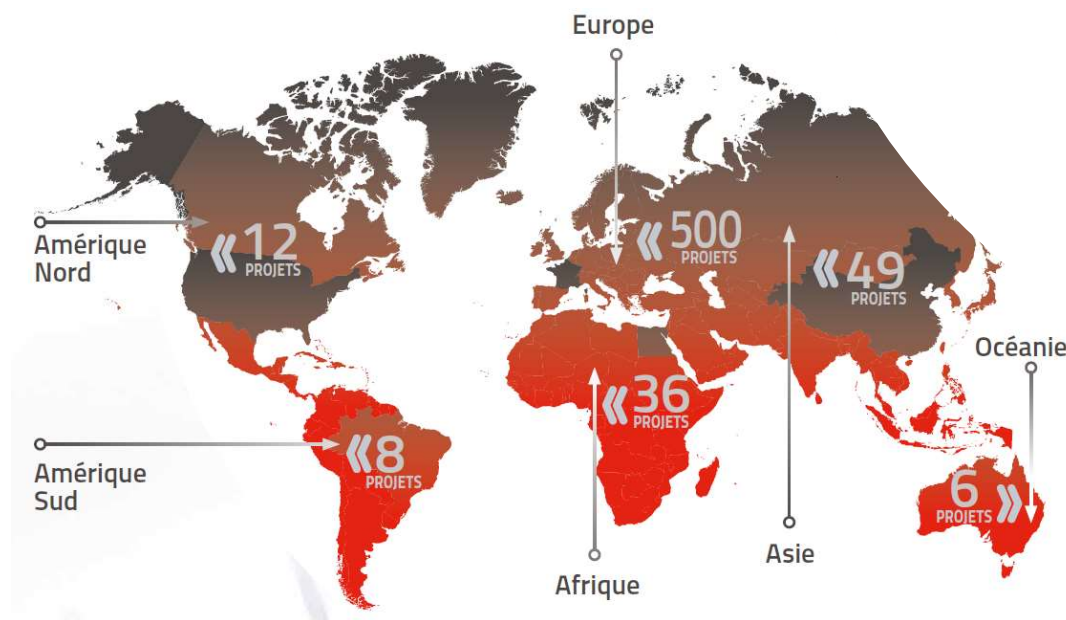 Europe
Amérique
Nord
12
PROJETS
500
PROJETS
49
PROJETS
Océanie
36
PROJETS
Amérique
Sud
8
PROJETS
6
PROJETS
Afrique
Asie